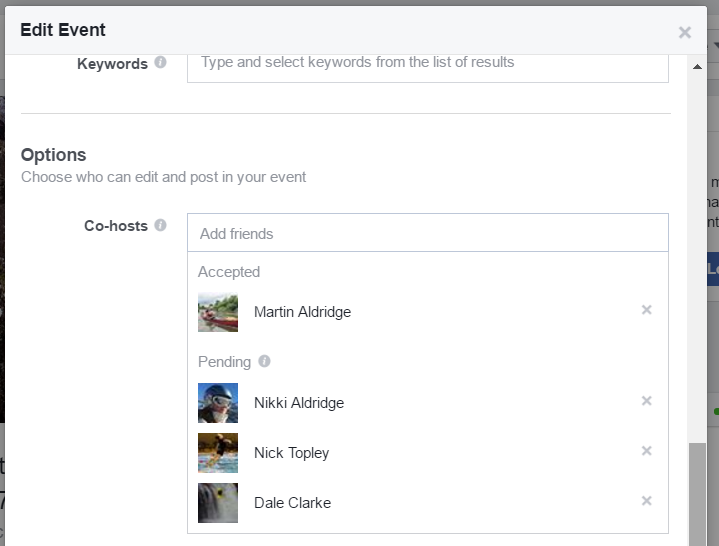 Edit Event
Keywords
Type and select keywords from the list of results
Options
Choose who can edit and post in your event
Co-hosts
Add friends
Accepted
Martin Aldridge
Pending
Nikki Aldridge
Nick Topley
Dale Clarke